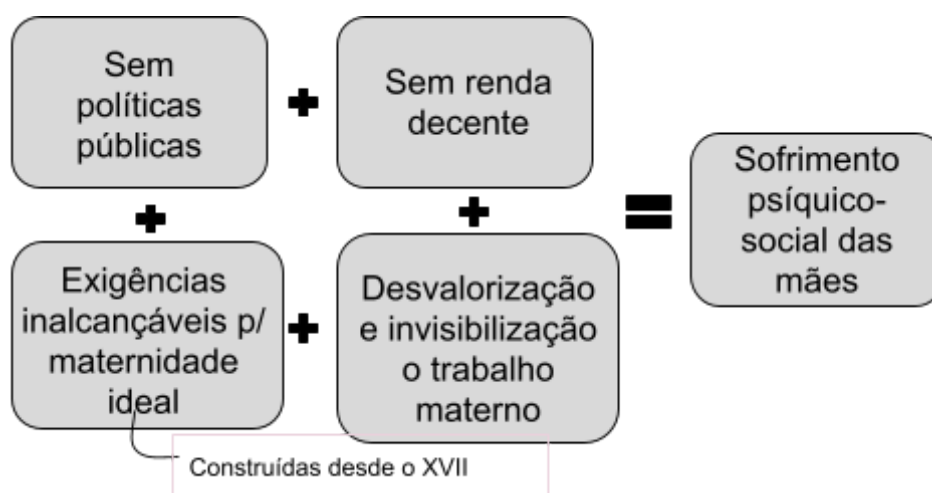 Sem
políticas
públicas
+
Sem renda
decente
+
+
Exigências
inalcançáveis p/
maternidade
ideal
+
Desvalorização
e invisibilização
o trabalho
materno
=
Sofrimento
psíquico-
social das
mães
Construídas desde o XVII